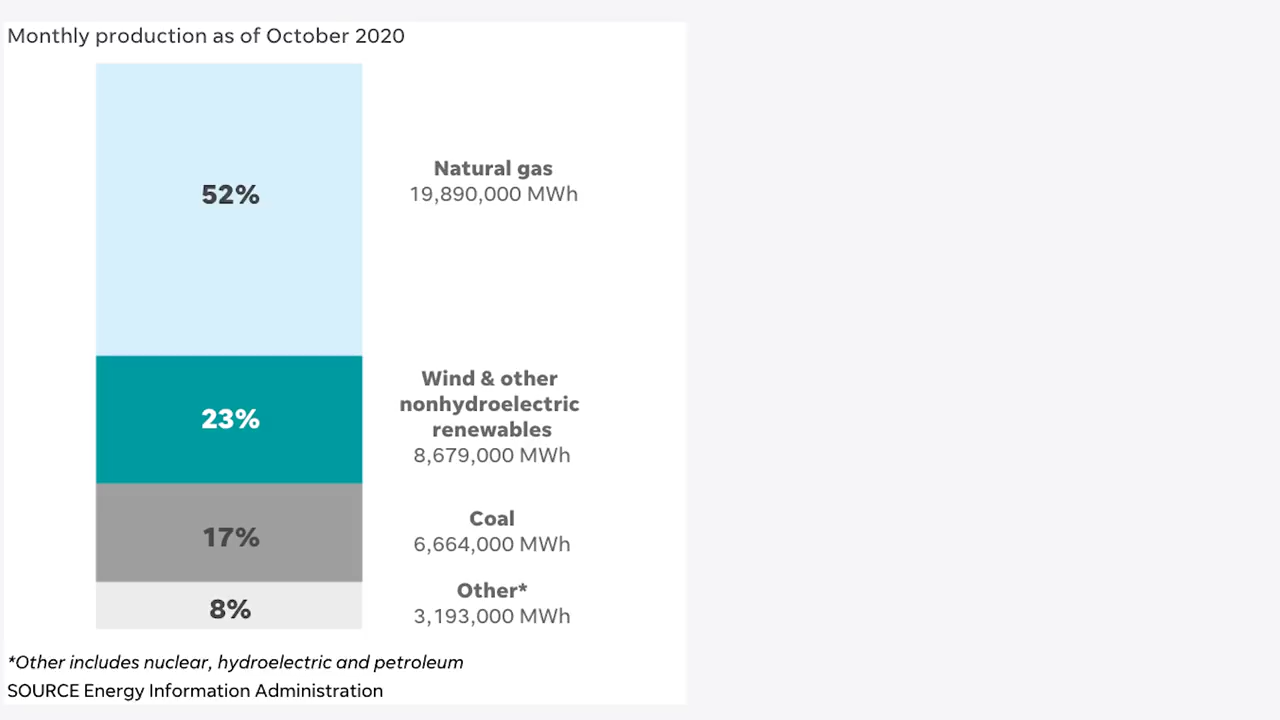 Monthly production as of October 2020
52%
Natural gas
19,890,000 MWh
23%
Wind & other
nonhydroelectric
renewables
8,679,000 MWh
17%
Coal
6,664,000 MWh
8%
Other*
3,193,000 MWh
*Other includes nuclear, hydroelectric and petroleum
SOURCE Energy Information Administration